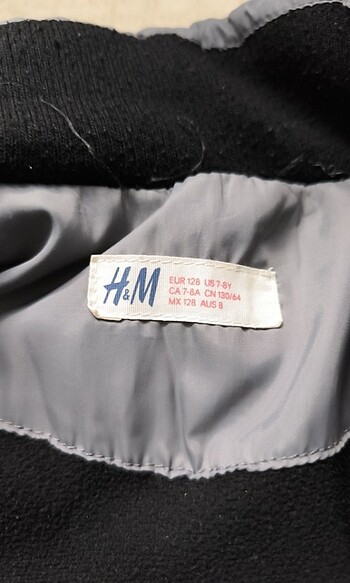 H&M
EUR 128 US 7-8Y
CA 7-8A CN 130/64
MX 128 AUS 8